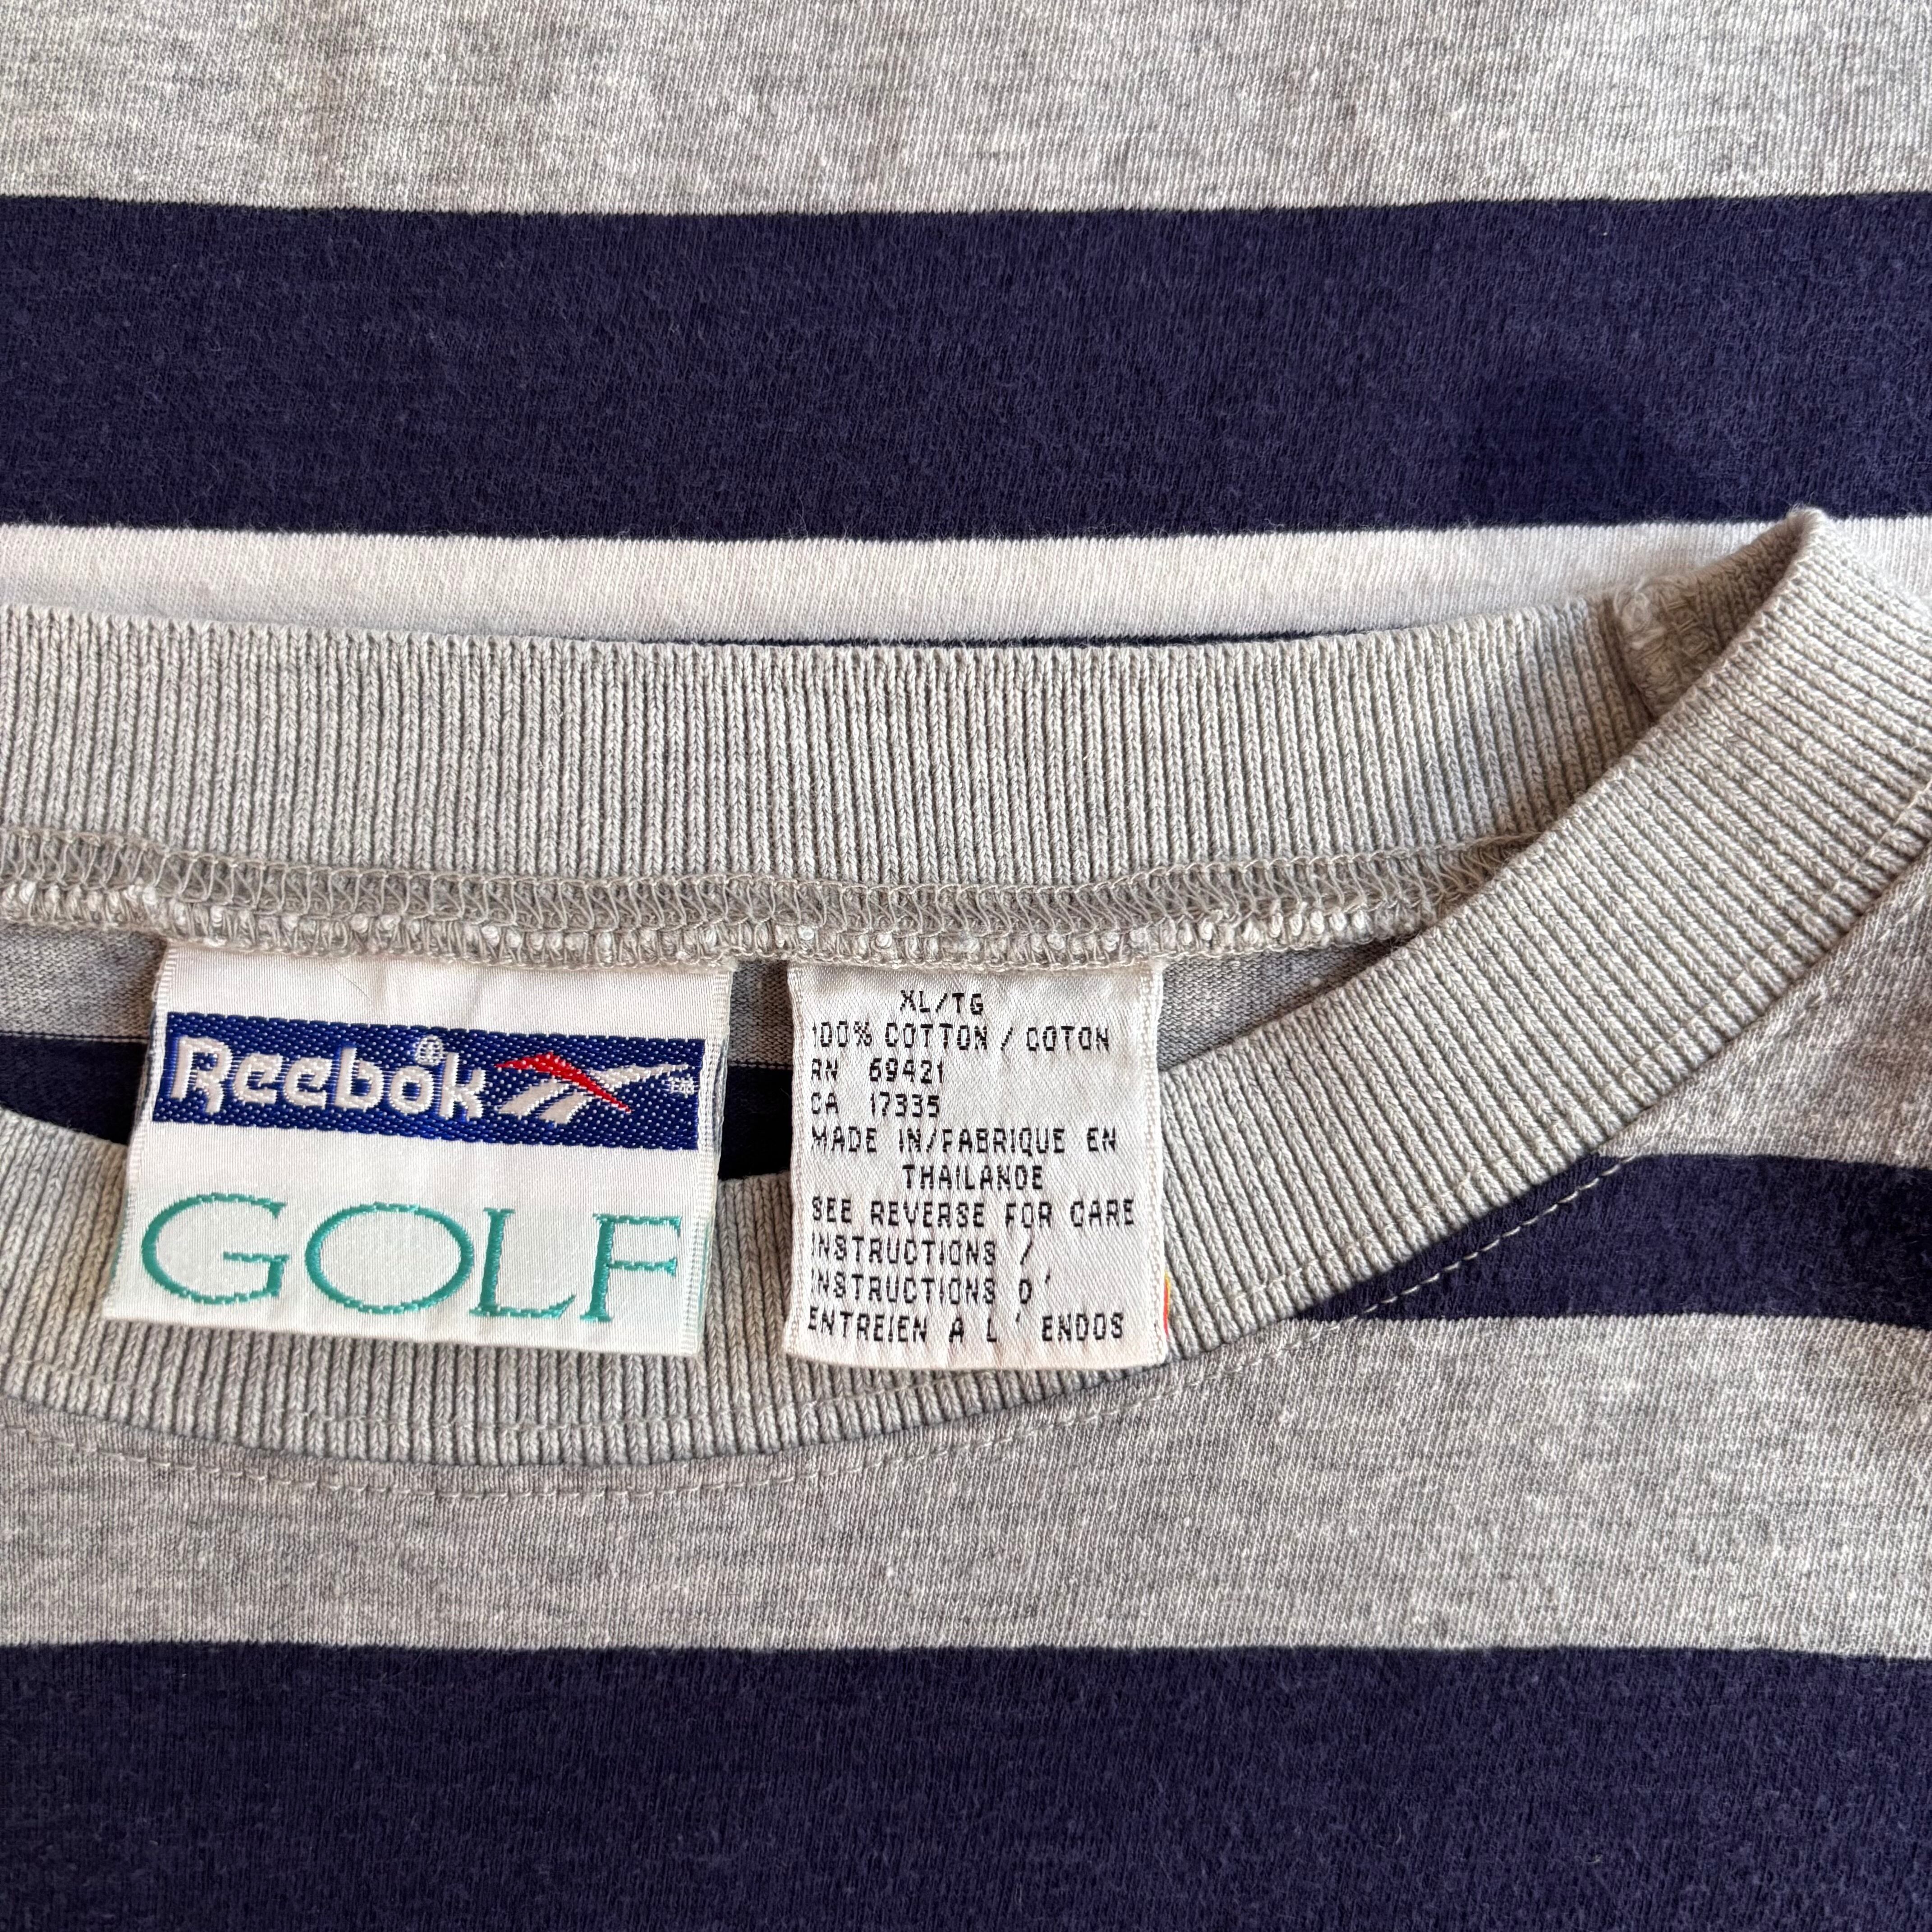 Reebok® ™
GOLF
XL/TG
100% COTTON / COTON
RN 69421
CA 17335
MADE IN/FABRIQUE EN
THAILANDE
SEE REVERSE FOR CARE
INSTRUCTIONS /
INSTRUCTIONS D'
ENTREIEN A L'ENDOS